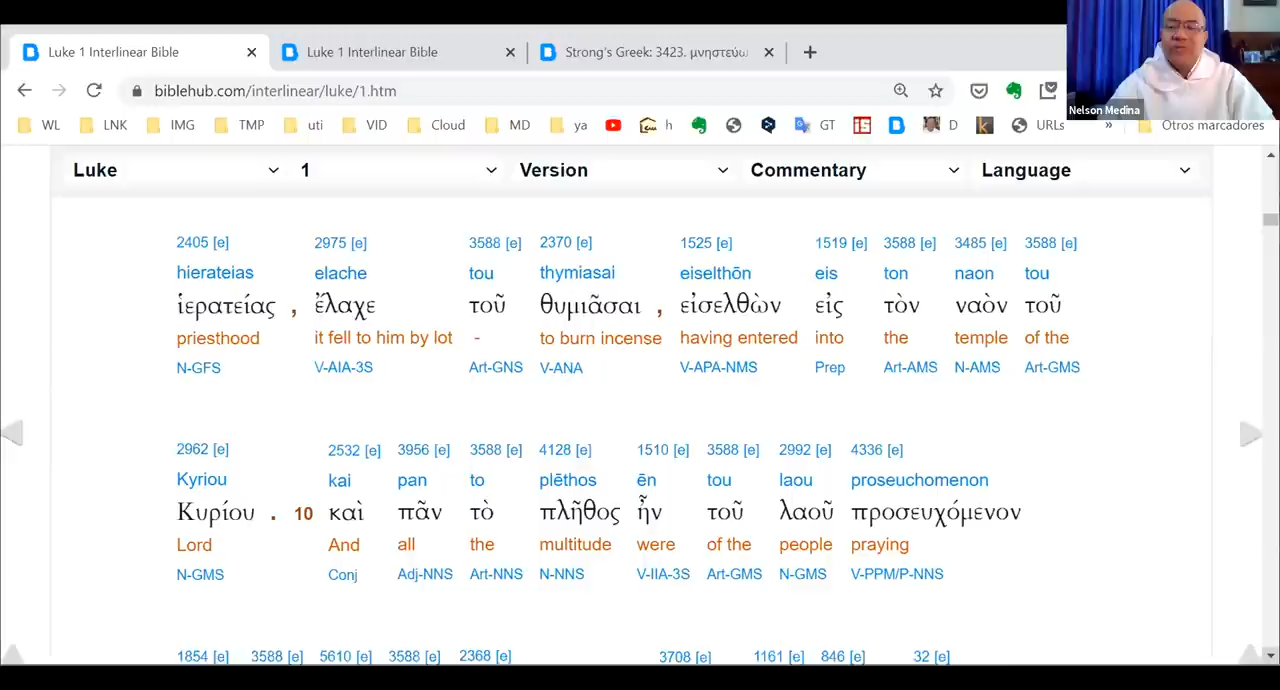 Luke 1 Interlinear Bible Luke 1 Interlinear Bible Strong's Greek: 3423. μνηστεύω
biblehub.com/interlinear/luke/1.htm
Nelson Medina
WL LNK IMG TMP uti VID Cloud MD ya h GT D k URLs » Otros marcadores
Luke 1 Version Commentary Language
2405 [e] 2975 [e] 3588 [e] 2370 [e] 1525 [e] 1519 [e] 3588 [e] 3485 [e] 3588 [e]
hierateias elache tou thymiasai eiselthōn eis ton naon tou
ἱερατείας , ἔλαχε τοῦ θυμιᾶσαι , εἰσελθὼν εἰς τὸν ναὸν τοῦ
priesthood it fell to him by lot - to burn incense having entered into the temple of the
N-GFS V-AIA-3S Art-GNS V-ANA V-APA-NMS Prep Art-AMS N-AMS Art-GMS
2962 [e] 2532 [e] 3956 [e] 3588 [e] 4128 [e] 1510 [e] 3588 [e] 2992 [e] 4336 [e]
Kyriou kai pan to plēthos ēn tou laou proseuchomenon
Κυρίου . 10 καὶ πᾶν τὸ πλῆθος ἦν τοῦ λαοῦ προσευχόμενον
Lord And all the multitude were of the people praying
N-GMS Conj Adj-NNS Art-NNS N-NNS V-IIA-3S Art-GMS N-GMS V-PPM/P-NNS
1854 [e] 3588 [e] 5610 [e] 3588 [e] 2368 [e] 3708 [e] 1161 [e] 846 [e] 32 [e]